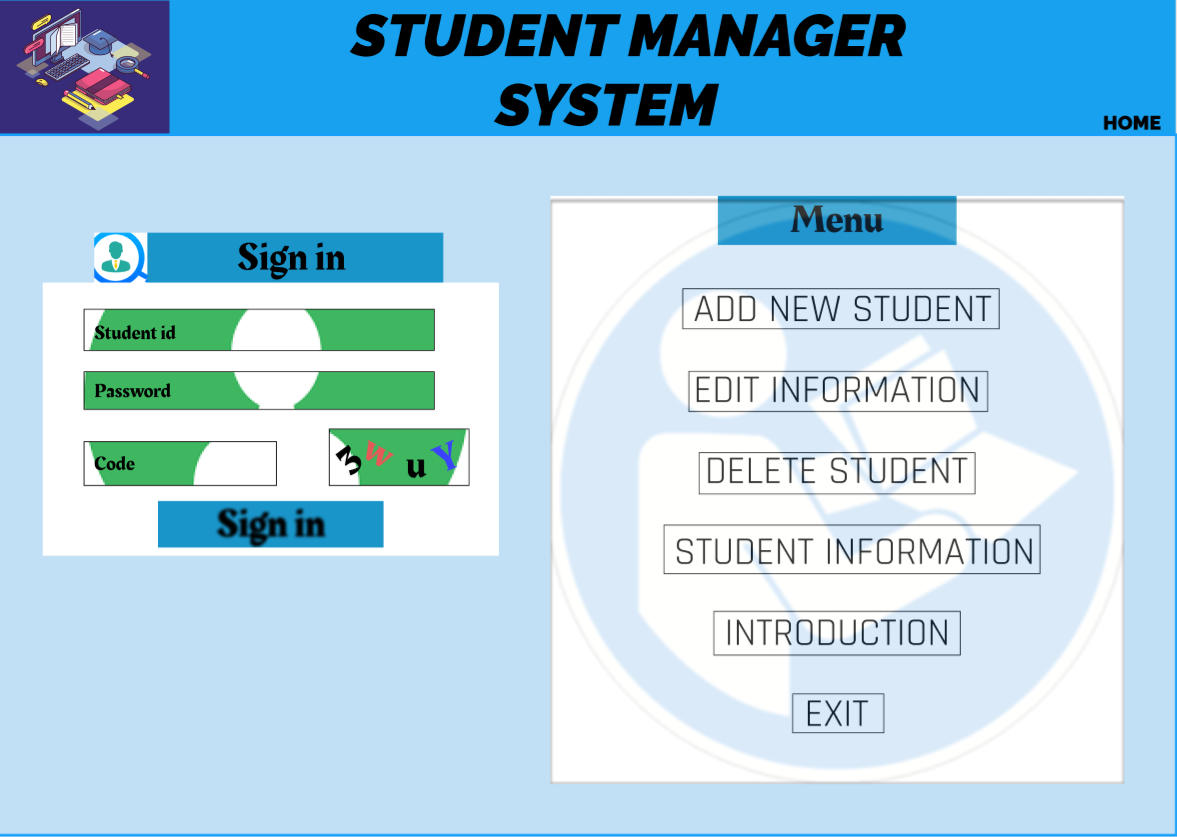 STUDENT MANAGER
SYSTEM
HOME
Sign in
Student id
Password
Code
3wuY
Sign in
Menu
ADD NEW STUDENT
EDIT INFORMATION
DELETE STUDENT
STUDENT INFORMATION
INTRODUCTION
EXIT